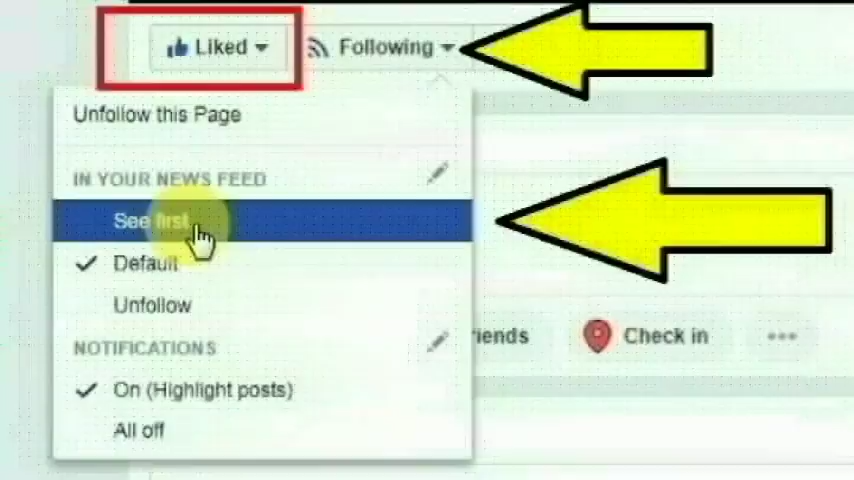 Liked Following
Unfollow this Page
IN YOUR NEWS FEED
See first
Default
Unfollow
NOTIFICATIONS
riends Check in
On (Highlight posts)
All off